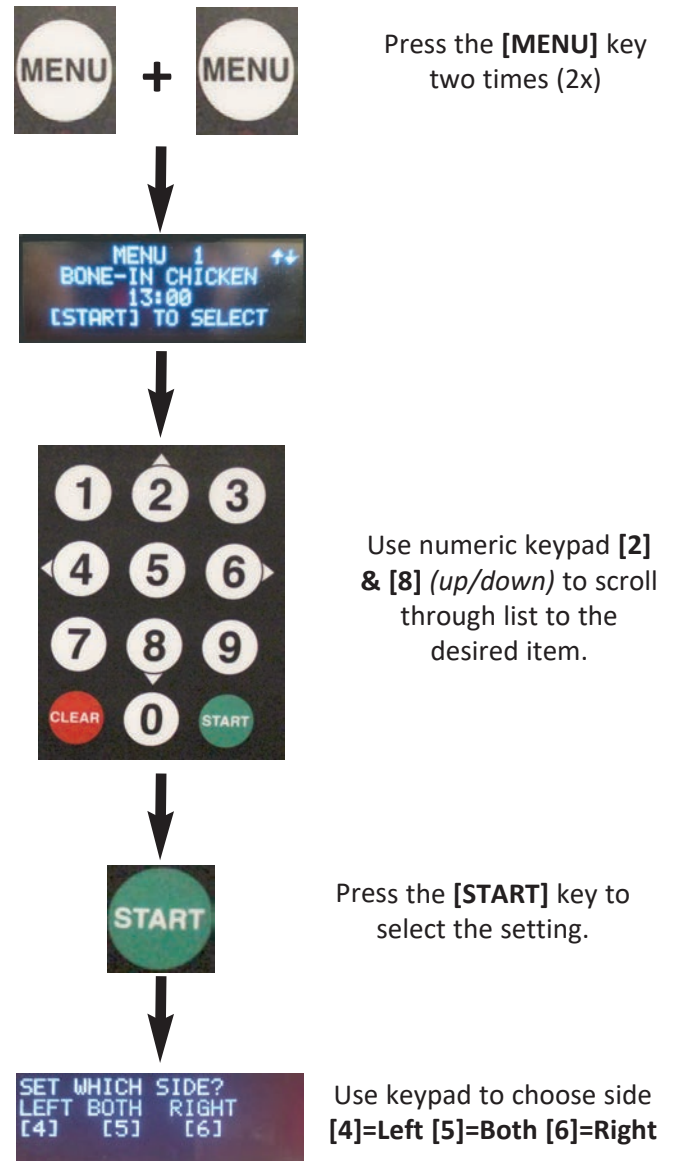 MENU + MENU
Press the [MENU] key
two times (2x)
MENU 1 ↑↓
BONE-IN CHICKEN
13:00
[START] TO SELECT
1 2 3
4 5 6
7 8 9
CLEAR 0 START
Use numeric keypad [2]
& [8] (up/down) to scroll
through list to the
desired item.
START
Press the [START] key to
select the setting.
SET WHICH SIDE?
LEFT BOTH RIGHT
[4] [5] [6]
Use keypad to choose side
[4]=Left [5]=Both [6]=Right